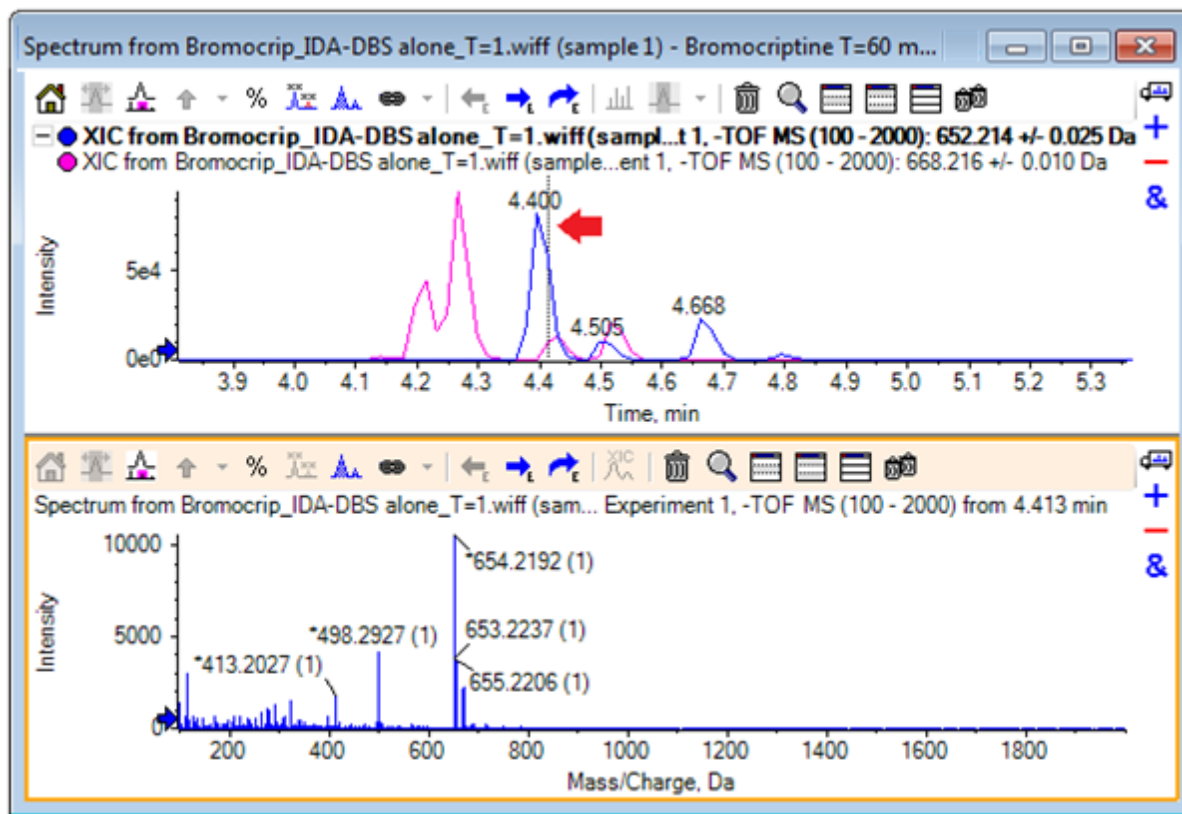 Spectrum from Bromocrip_IDA-DBS alone_T=1.wiff (sample 1) - Bromocriptine T=60 m...
% xx E E
XIC from Bromocrip_IDA-DBS alone_T=1.wiff (sampl...t 1, -TOF MS (100 - 2000): 652.214 +/- 0.025 Da
XIC from Bromocrip_IDA-DBS alone_T=1.wiff (sample...ent 1, -TOF MS (100 - 2000): 668.216 +/- 0.010 Da
&
4.400
4.668
4.505
Intensity
5e4
0e0
3.9 4.0 4.1 4.2 4.3 4.4 4.5 4.6 4.7 4.8 4.9 5.0 5.1 5.2 5.3
Time, min
% xx E E XIC
Spectrum from Bromocrip_IDA-DBS alone_T=1.wiff (sam... Experiment 1, -TOF MS (100 - 2000) from 4.413 min
&
Intensity
10000
5000
0
*654.2192 (1)
653.2237 (1)
*498.2927 (1)
*413.2027 (1)
655.2206 (1)
200 400 600 800 1000 1200 1400 1600 1800
Mass/Charge, Da